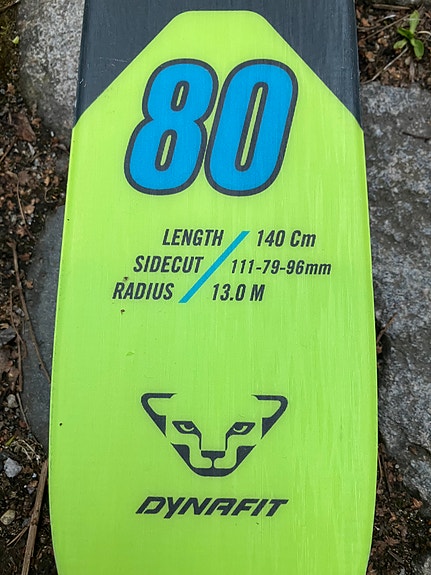 80
LENGTH / 140 Cm
SIDECUT / 111-79-96mm
RADIUS / 13.0 M
DYNAFIT